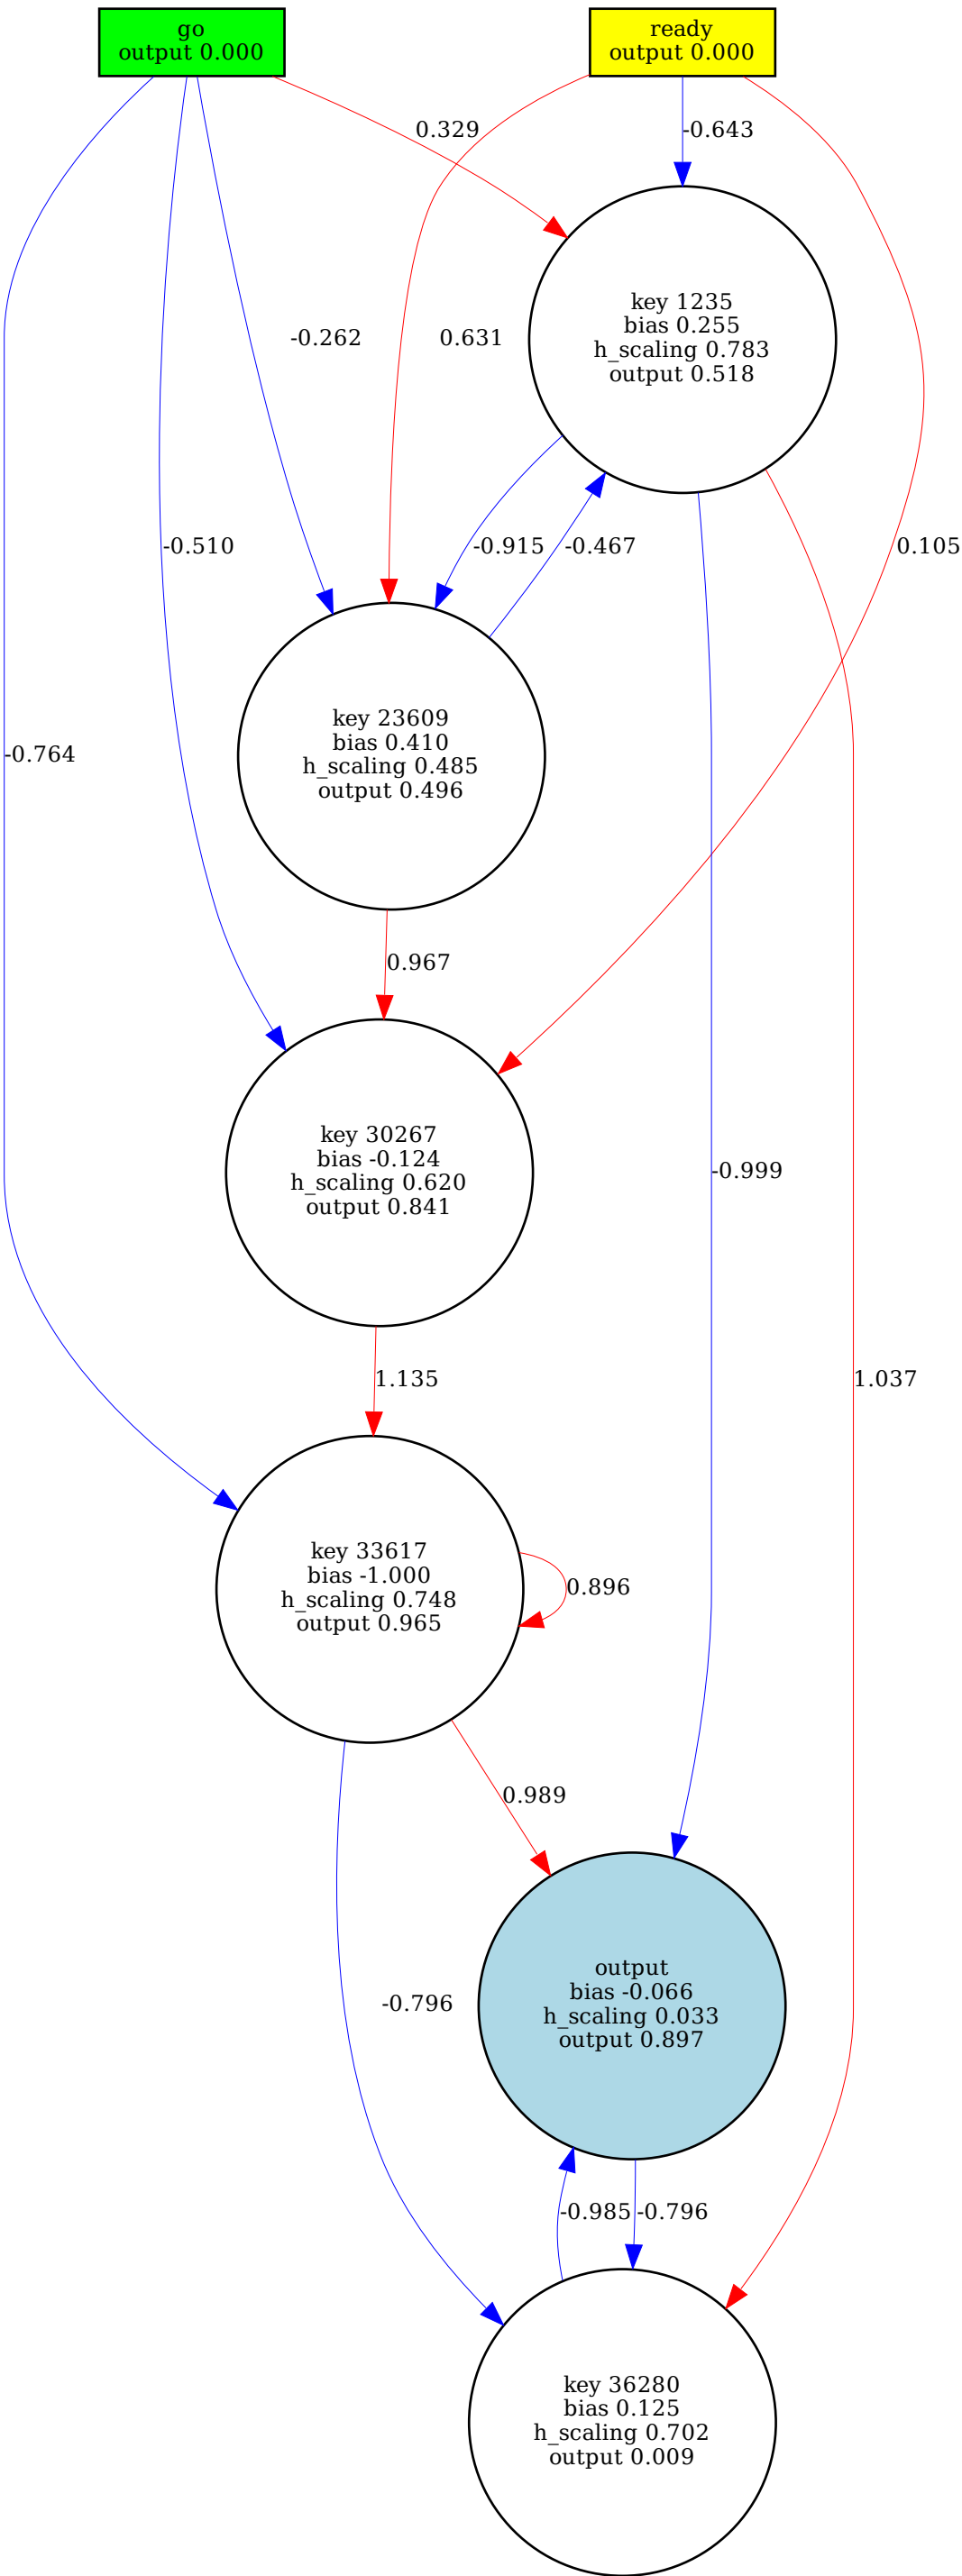 go
output 0.000
ready
output 0.000
0.329
-0.643
key 1235
bias 0.255
h_scaling 0.783
output 0.518
-0.262
0.631
-0.510
-0.915
-0.467
0.105
key 23609
bias 0.410
h_scaling 0.485
output 0.496
-0.764
0.967
key 30267
bias -0.124
h_scaling 0.620
output 0.841
-0.999
1.135
1.037
key 33617
bias -1.000
h_scaling 0.748
output 0.965
0.896
0.989
output
bias -0.066
h_scaling 0.033
output 0.897
-0.796
-0.985
-0.796
key 36280
bias 0.125
h_scaling 0.702
output 0.009